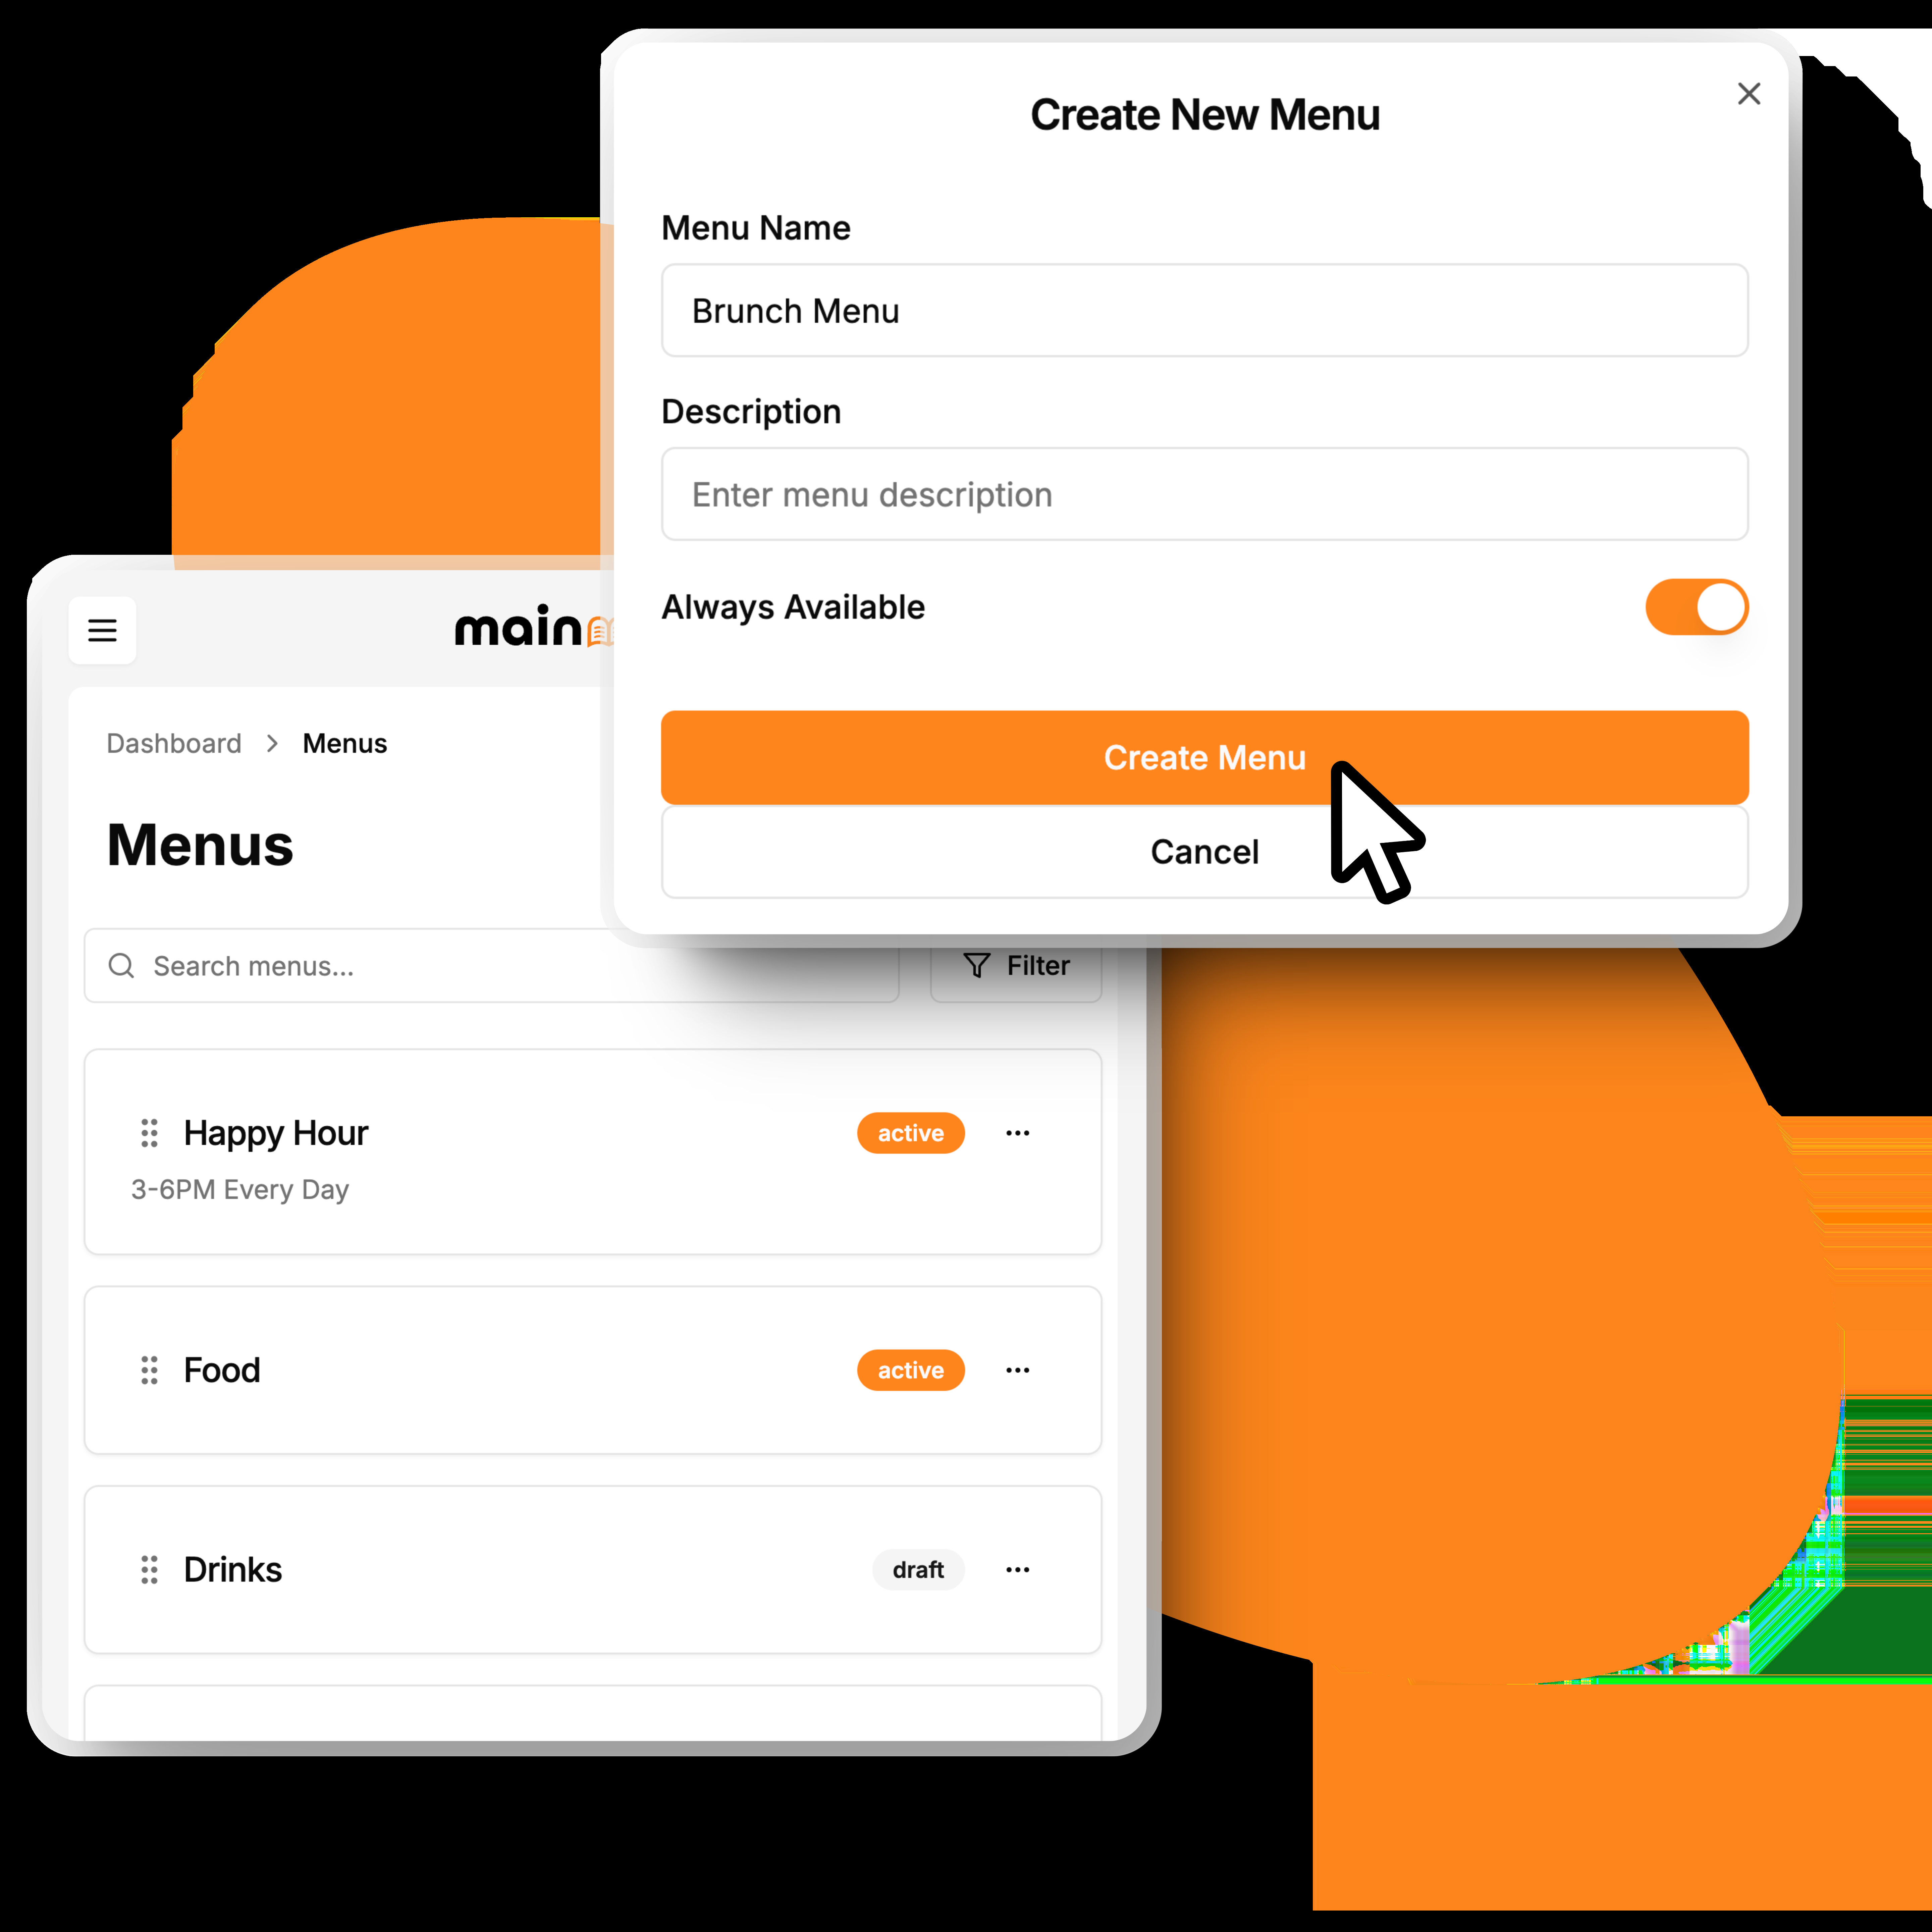 Create New Menu
Menu Name
Brunch Menu
Description
Enter menu description
Always Available
Create Menu
Cancel
main
Dashboard > Menus
Menus
Search menus...
Filter
Happy Hour
active
3-6PM Every Day
Food
active
Drinks
draft